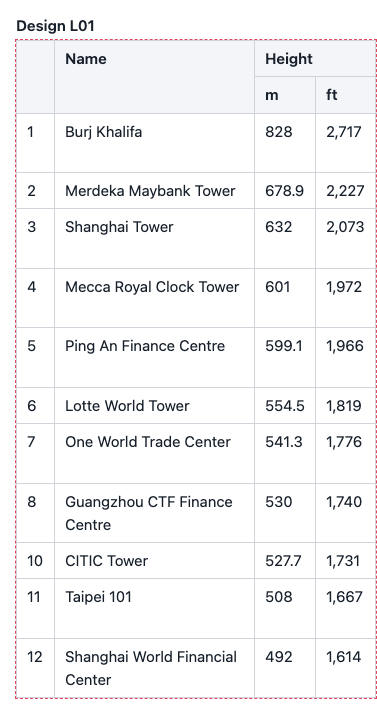 Design L01
Name Height
m ft
1 Burj Khalifa 828 2,717
2 Merdeka Maybank Tower 678.9 2,227
3 Shanghai Tower 632 2,073
4 Mecca Royal Clock Tower 601 1,972
5 Ping An Finance Centre 599.1 1,966
6 Lotte World Tower 554.5 1,819
7 One World Trade Center 541.3 1,776
8 Guangzhou CTF Finance 530 1,740
Centre
10 CITIC Tower 527.7 1,731
11 Taipei 101 508 1,667
12 Shanghai World Financial 492 1,614
Center